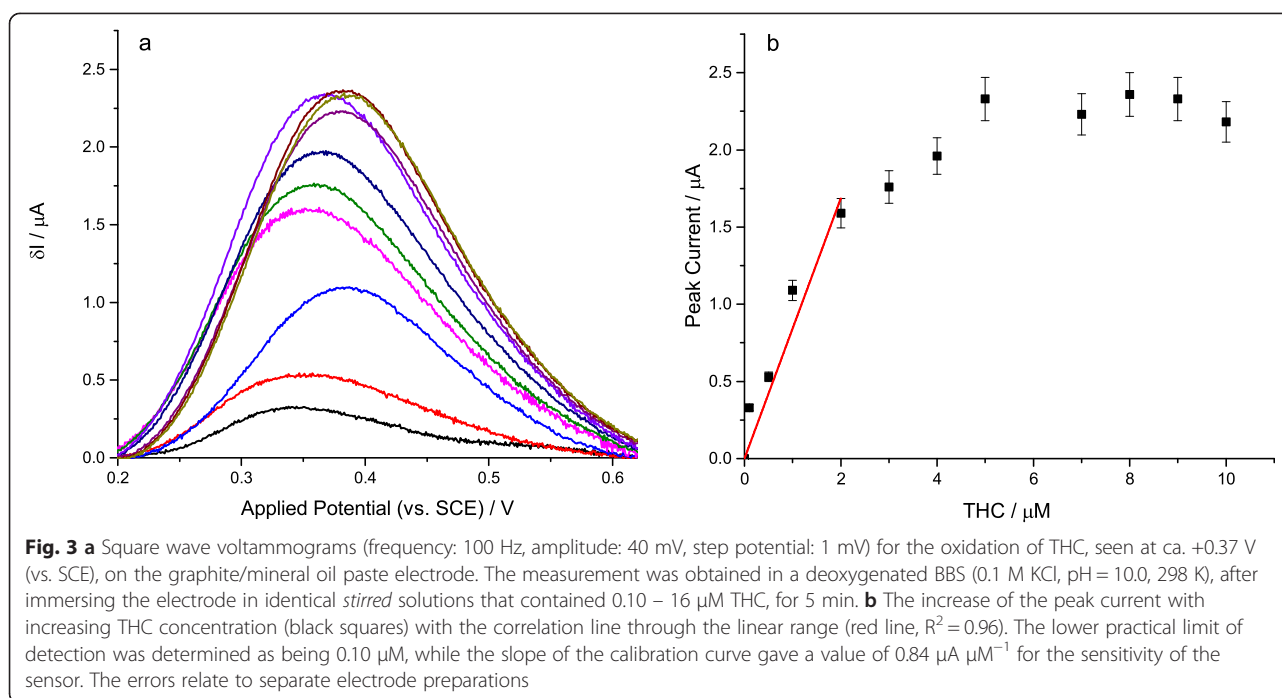 a
δI / μA
2.5
2.0
1.5
1.0
0.5
0.0
0.2 0.3 0.4 0.5 0.6
Applied Potential (vs. SCE) / V
b
Peak Current / μA
2.5
2.0
1.5
1.0
0.5
0.0
0 2 4 6 8 10
THC / μM
Fig. 3 a Square wave voltammograms (frequency: 100 Hz, amplitude: 40 mV, step potential: 1 mV) for the oxidation of THC, seen at ca. +0.37 V
(vs. SCE), on the graphite/mineral oil paste electrode. The measurement was obtained in a deoxygenated BBS (0.1 M KCl, pH = 10.0, 298 K), after
immersing the electrode in identical stirred solutions that contained 0.10 – 16 μM THC, for 5 min. b The increase of the peak current with
increasing THC concentration (black squares) with the correlation line through the linear range (red line, R² = 0.96). The lower practical limit of
detection was determined as being 0.10 μM, while the slope of the calibration curve gave a value of 0.84 μA μM⁻¹ for the sensitivity of the
sensor. The errors relate to separate electrode preparations